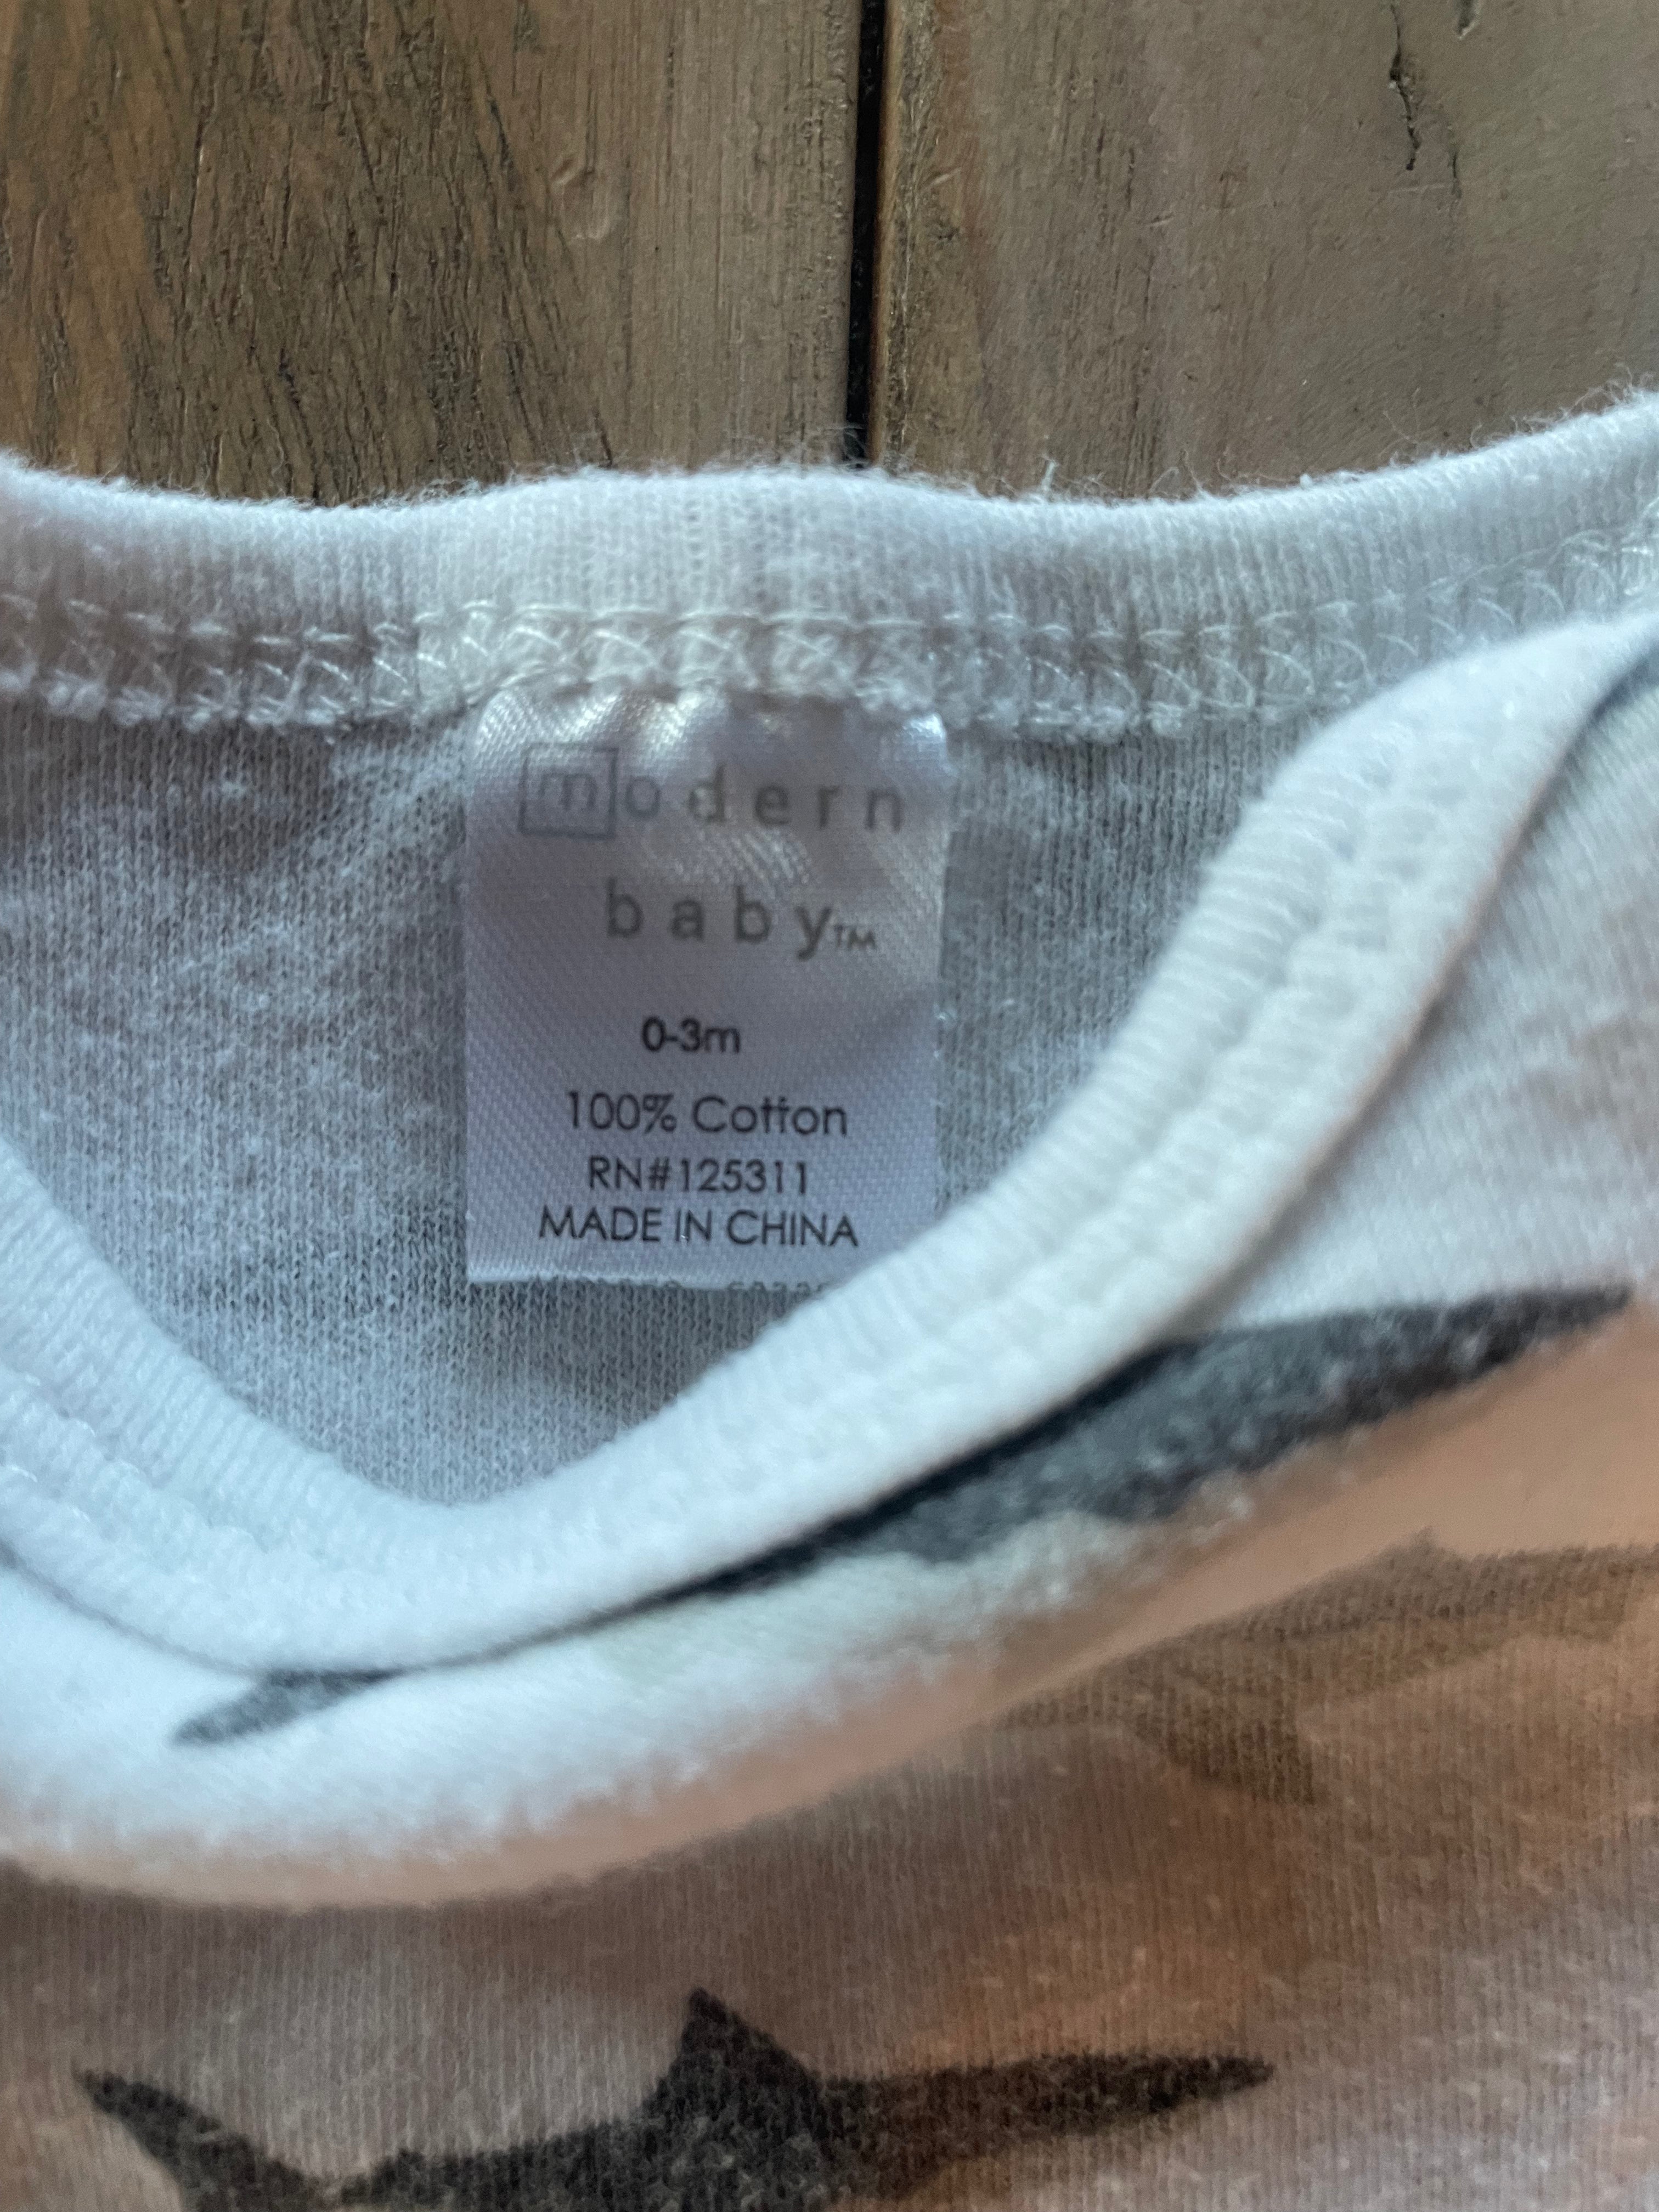 modern
baby™
0-3m
100% Cotton
RN#125311
MADE IN CHINA